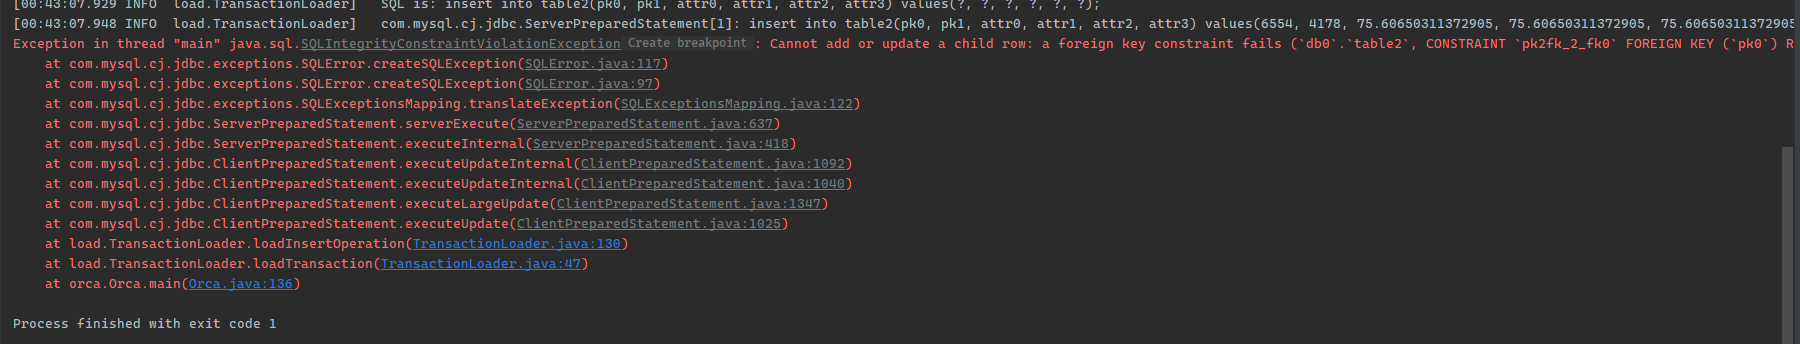 [00:43:07.929 INFO  load.TransactionLoader]   SQL is: insert into table2(pk0, pk1, attr0, attr1, attr2, attr3) values(?, ?, ?, ?, ?, ?);
[00:43:07.948 INFO  load.TransactionLoader]   com.mysql.cj.jdbc.ServerPreparedStatement[1]: insert into table2(pk0, pk1, attr0, attr1, attr2, attr3) values(6554, 4178, 75.60650311372905, 75.60650311372905, 75.60650311372905
Exception in thread "main" java.sql.SQLIntegrityConstraintViolationException Create breakpoint : Cannot add or update a child row: a foreign key constraint fails (`db0`.`table2`, CONSTRAINT `pk2fk_2_fk0` FOREIGN KEY (`pk0`) R
    at com.mysql.cj.jdbc.exceptions.SQLError.createSQLException(SQLError.java:117)
    at com.mysql.cj.jdbc.exceptions.SQLError.createSQLException(SQLError.java:97)
    at com.mysql.cj.jdbc.exceptions.SQLExceptionsMapping.translateException(SQLExceptionsMapping.java:122)
    at com.mysql.cj.jdbc.ServerPreparedStatement.serverExecute(ServerPreparedStatement.java:637)
    at com.mysql.cj.jdbc.ServerPreparedStatement.executeInternal(ServerPreparedStatement.java:418)
    at com.mysql.cj.jdbc.ClientPreparedStatement.executeUpdateInternal(ClientPreparedStatement.java:1092)
    at com.mysql.cj.jdbc.ClientPreparedStatement.executeUpdateInternal(ClientPreparedStatement.java:1040)
    at com.mysql.cj.jdbc.ClientPreparedStatement.executeLargeUpdate(ClientPreparedStatement.java:1347)
    at com.mysql.cj.jdbc.ClientPreparedStatement.executeUpdate(ClientPreparedStatement.java:1025)
    at load.TransactionLoader.loadInsertOperation(TransactionLoader.java:130)
    at load.TransactionLoader.loadTransaction(TransactionLoader.java:47)
    at orca.Orca.main(Orca.java:136)
Process finished with exit code 1